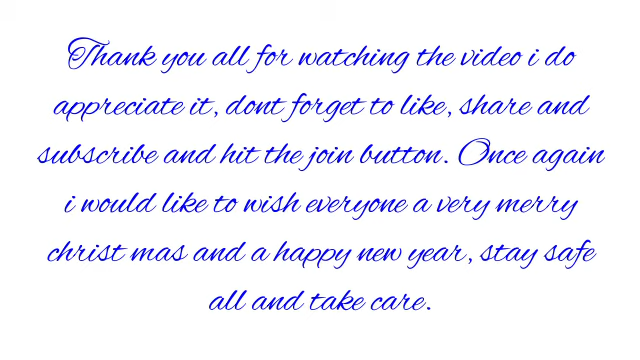 Thank you all for watching the video i do
appreciate it, dont forget to like, share and
subscribe and hit the join button. Once again
i would like to wish everyone a very merry
christ mas and a happy new year, stay safe
all and take care.